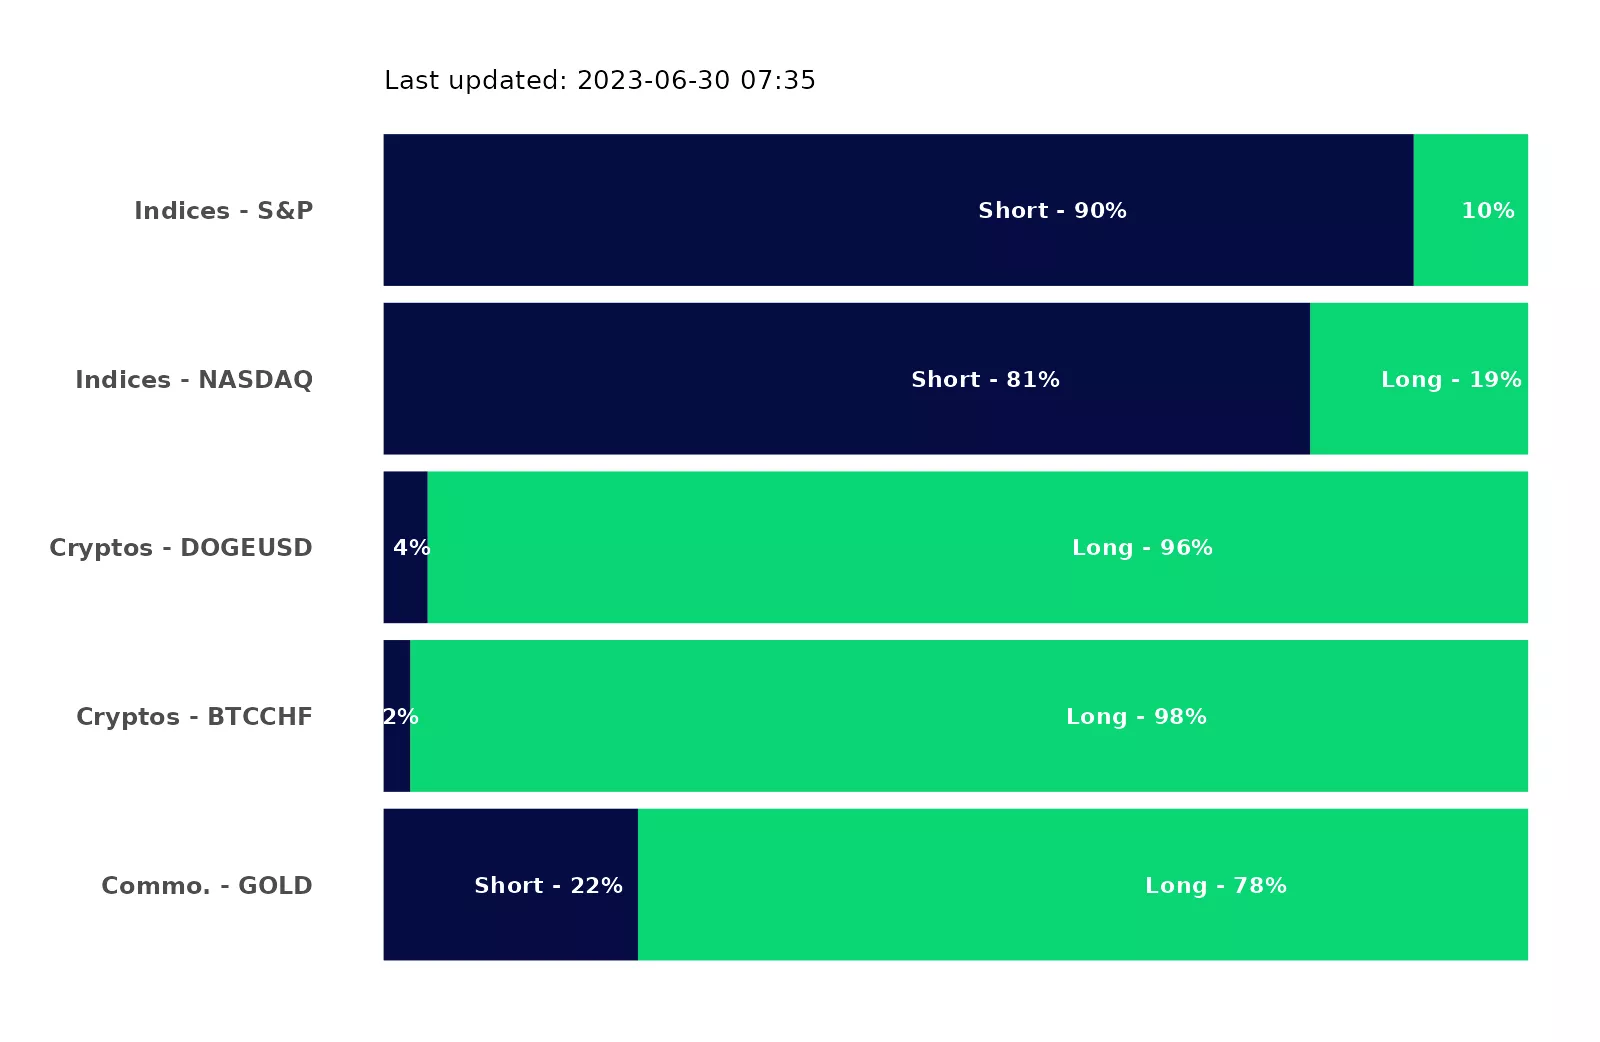 Last updated: 2023-06-30 07:35
Indices - S&P Short - 90% 10%
Indices - NASDAQ Short - 81% Long - 19%
Cryptos - DOGEUSD 4% Long - 96%
Cryptos - BTCCHF 2% Long - 98%
Commo. - GOLD Short - 22% Long - 78%